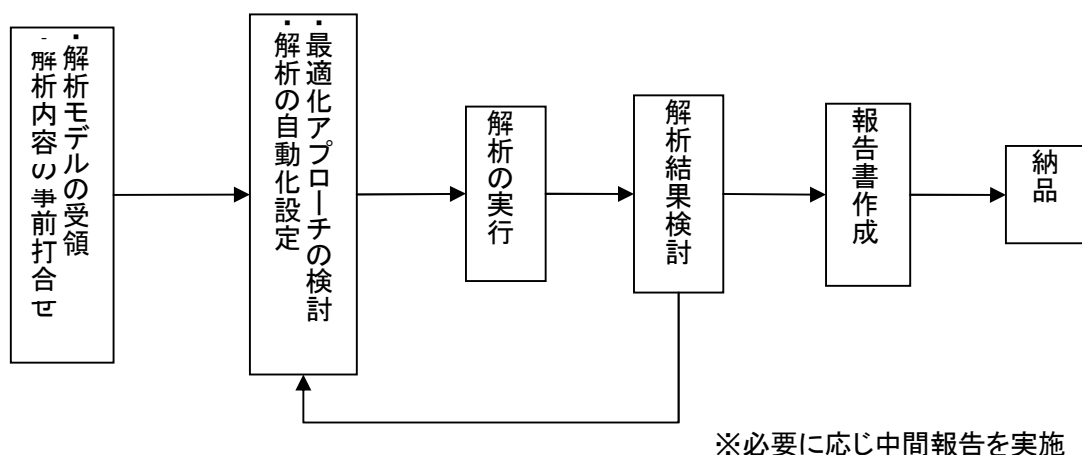 ・解析モデルの受領
・解析内容の事前打合せ
・最適化アプローチの検討
・解析の自動化設定
解析の実行
解析結果検討
報告書作成
納品
※必要に応じ中間報告を実施